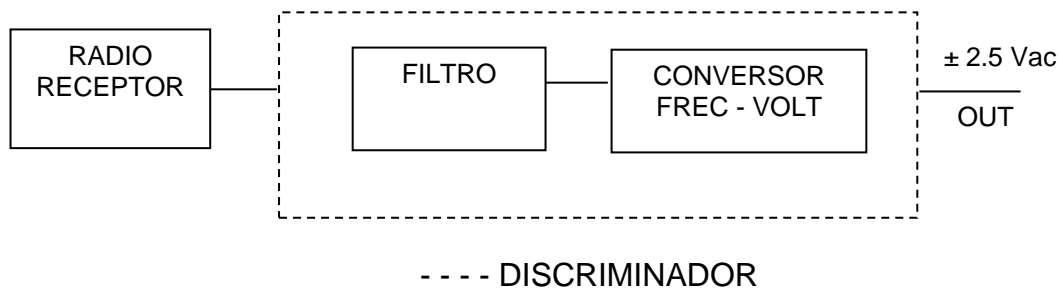 RADIO
RECEPTOR
FILTRO
CONVERSOR
FREC - VOLT
± 2.5 Vac
OUT
- - - - DISCRIMINADOR